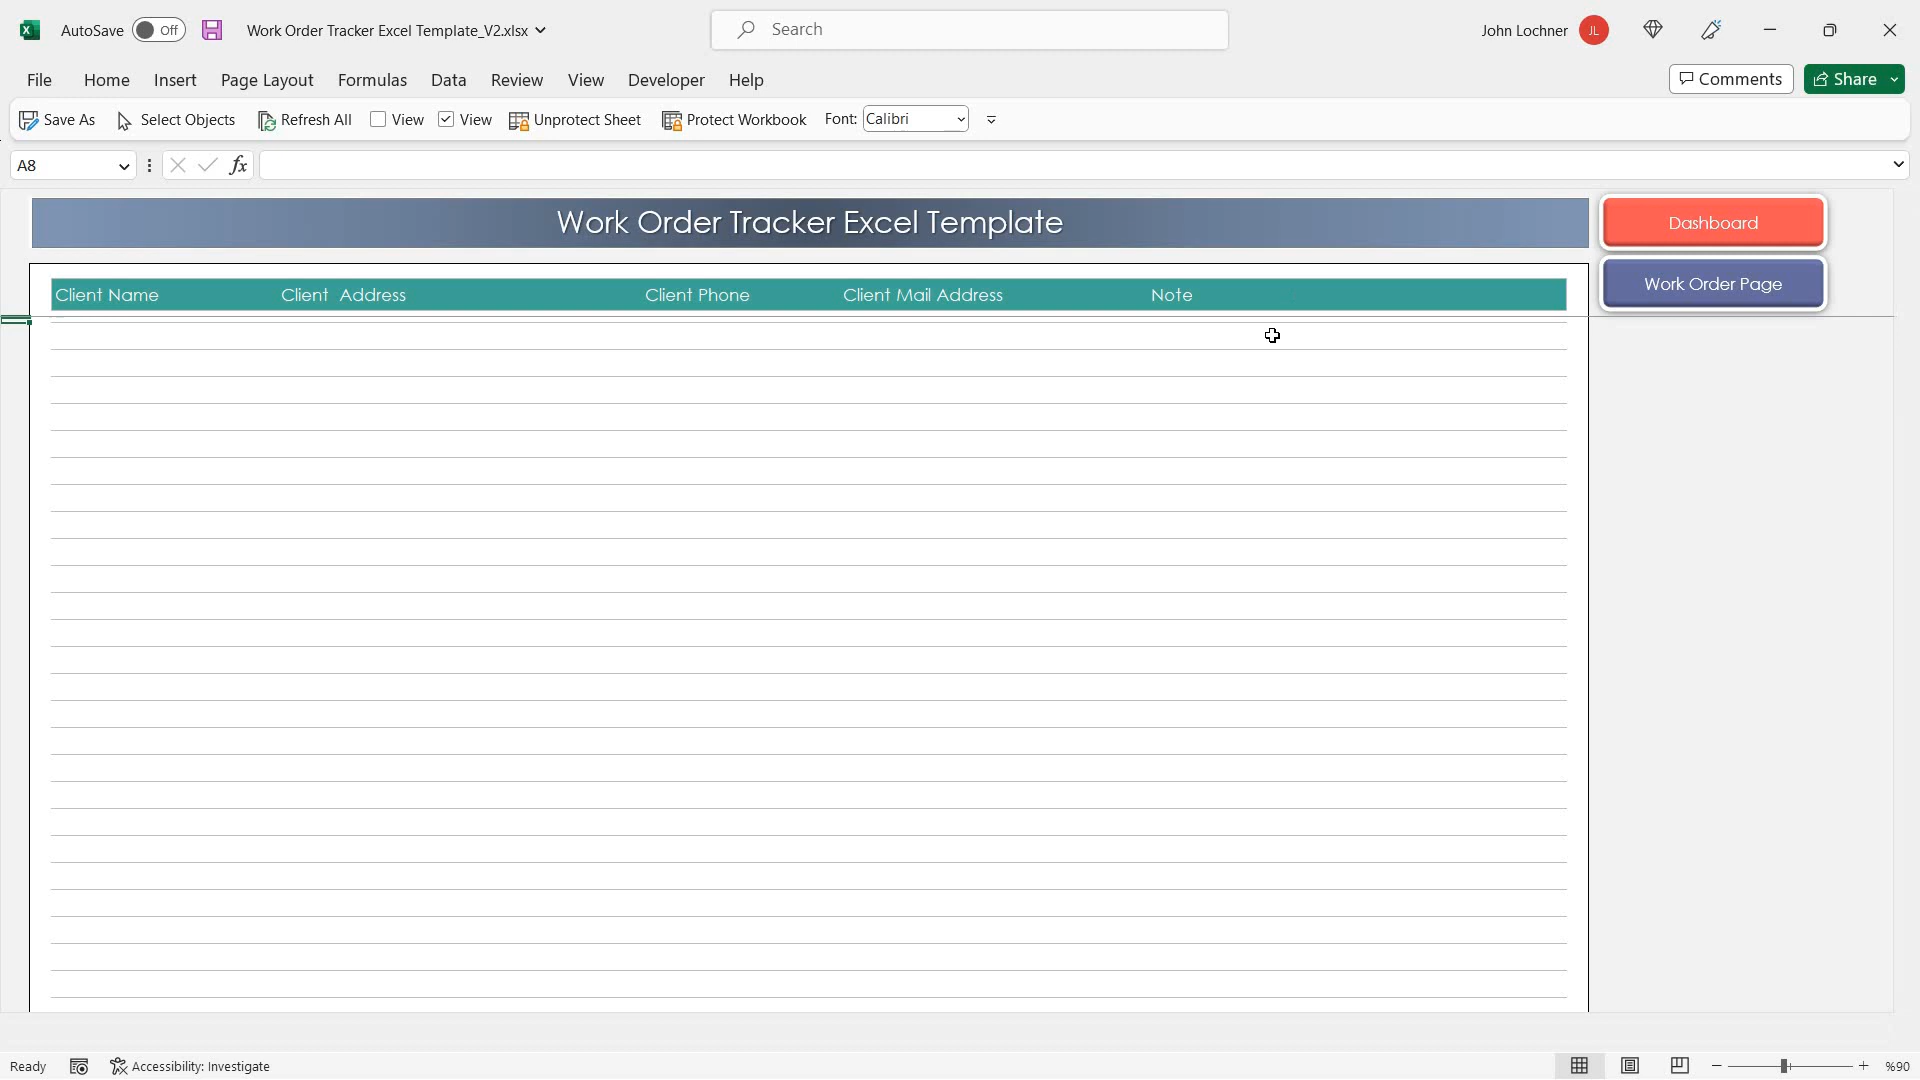 AutoSave Off Work Order Tracker Excel Template_V2.xlsx Search John Lochner JL
File Home Insert Page Layout Formulas Data Review View Developer Help Comments Share
Save As Select Objects Refresh All View View Unprotect Sheet Protect Workbook Font: Calibri
A8 fx
Work Order Tracker Excel Template Dashboard
Client Name Client Address Client Phone Client Mail Address Note Work Order Page
Ready Accessibility: Investigate %90